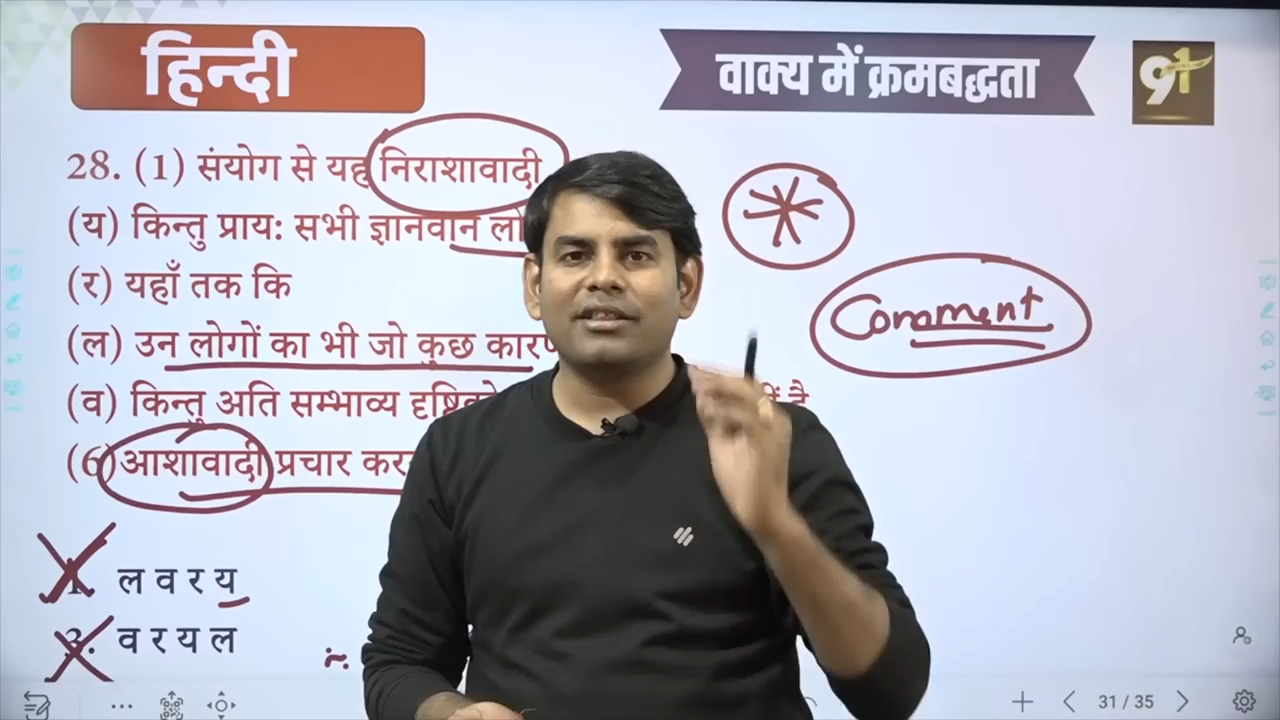 हिन्दी
वाक्य में क्रमबद्धता
28. (1) संयोग से यह निराशावादी
(य) किन्तु प्राय: सभी ज्ञानवान
(र) यहाँ तक कि
Comment
(ल) उन लोगों का भी जो कुछ
(व) किन्तु अति सम्भाव्य है
(6) आशावादी प्रचार
1. ल व र य
3. व र य ल
31 / 35